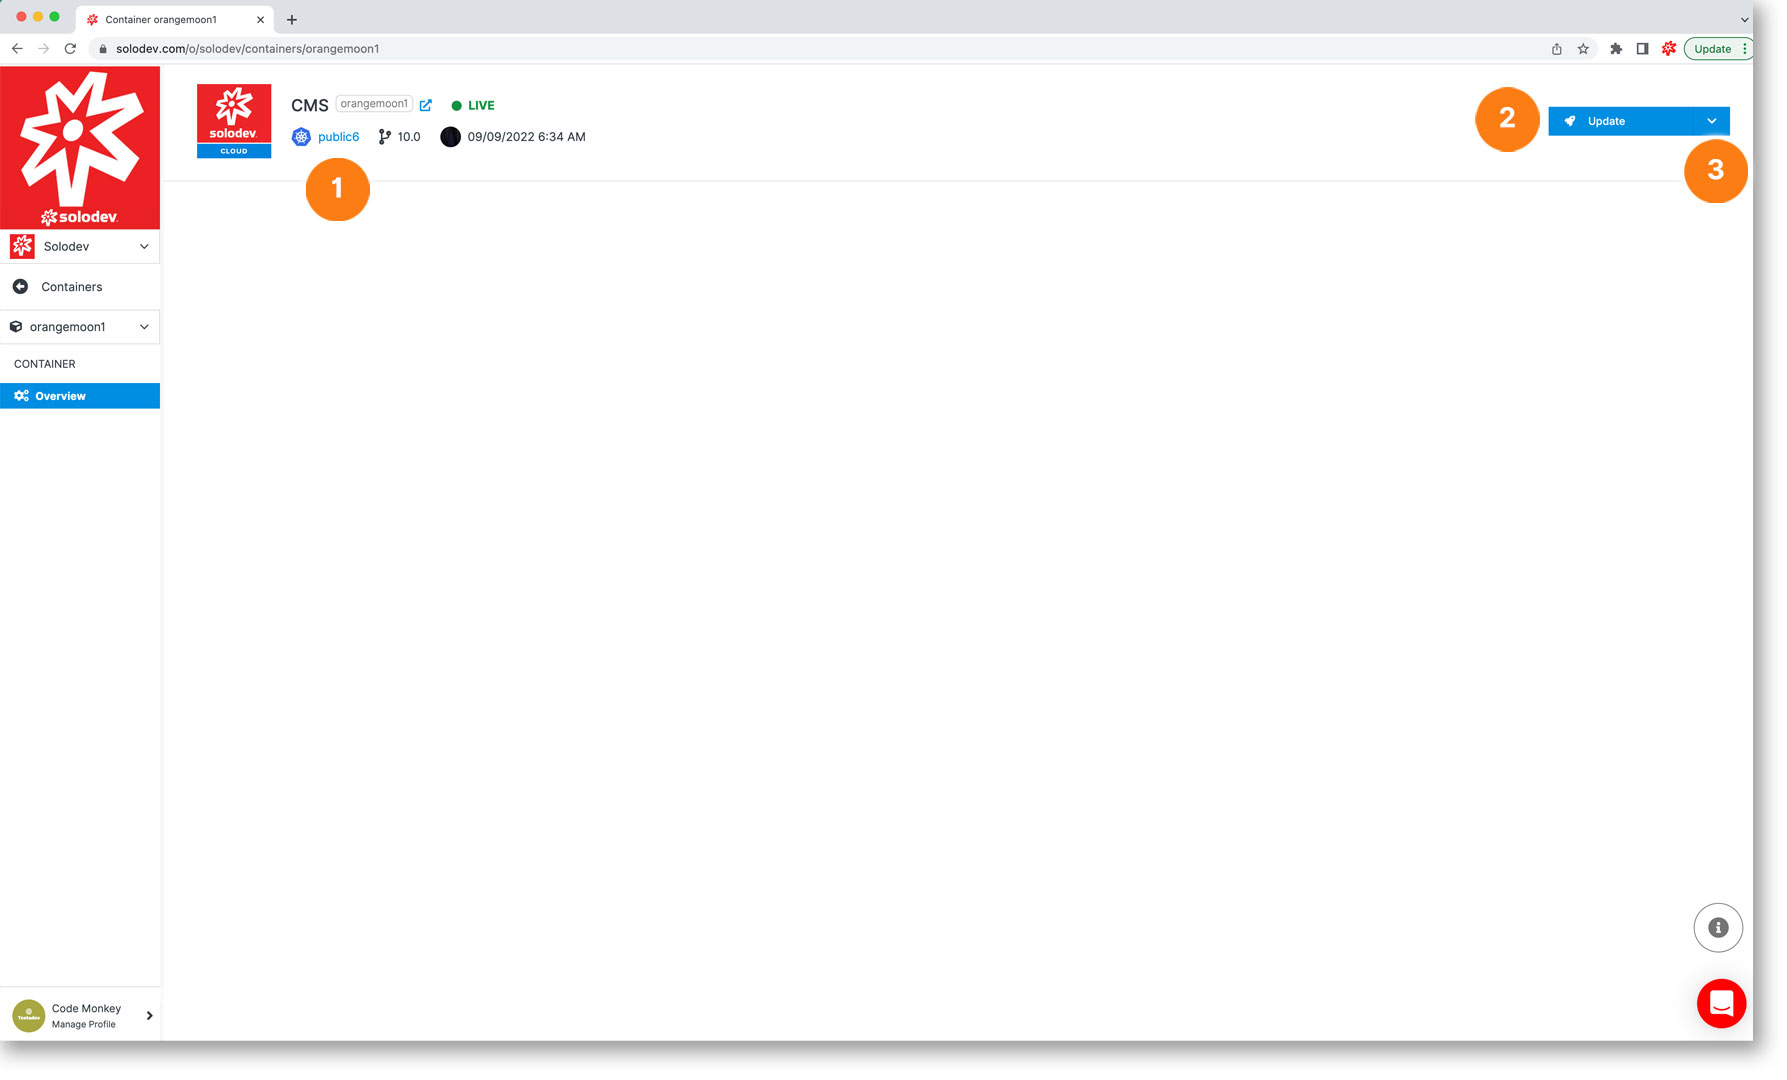 Container orangemoon1
solodev.com/o/solodev/containers/orangemoon1
Update
solodev
Solodev
Containers
orangemoon1
CONTAINER
Overview
solodev
CLOUD
CMS orangemoon1 LIVE
public6 10.0 09/09/2022 6:34 AM
1
2
Update
3
Code Monkey
Manage Profile